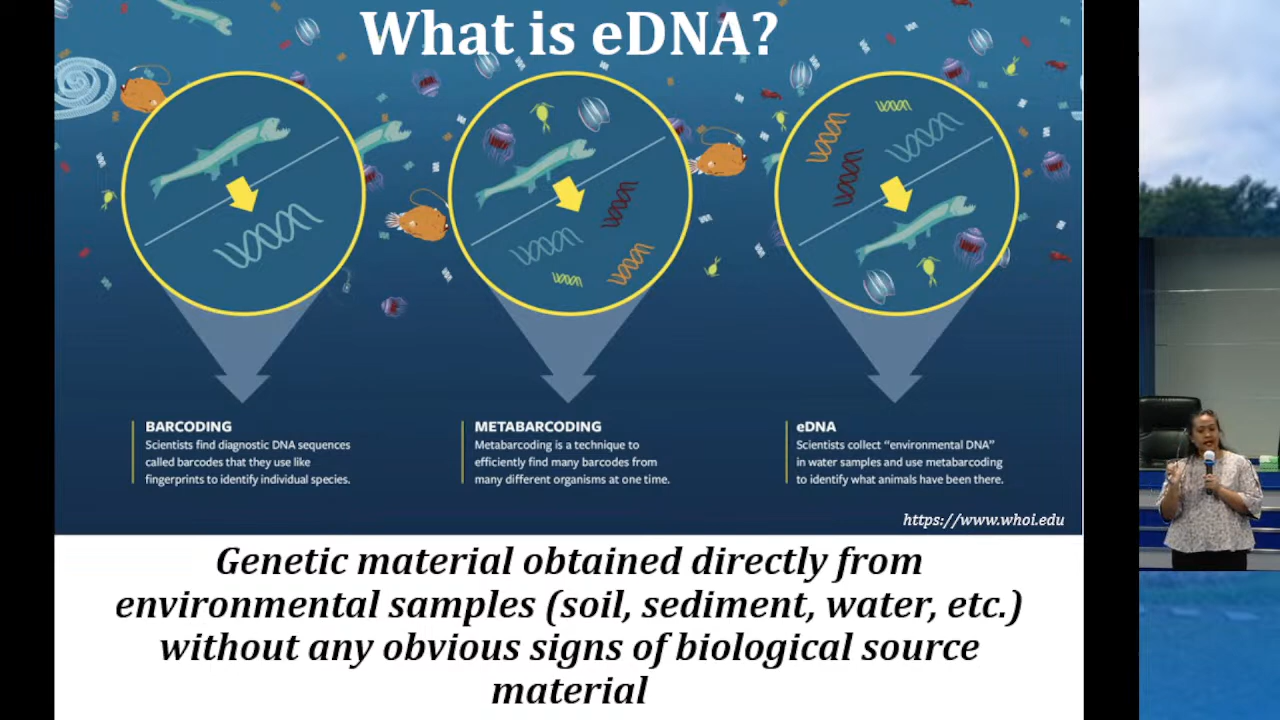 What is eDNA?
BARCODING
Scientists find diagnostic DNA sequences
called barcodes that they use like
fingerprints to identify individual species.
METABARCODING
Metabarcoding is a technique to
efficiently find many barcodes from
many different organisms at one time.
eDNA
Scientists collect “environmental DNA”
in water samples and use metabarcoding
to identify what animals have been there.
https://www.whoi.edu
Genetic material obtained directly from
environmental samples (soil, sediment, water, etc.)
without any obvious signs of biological source
material